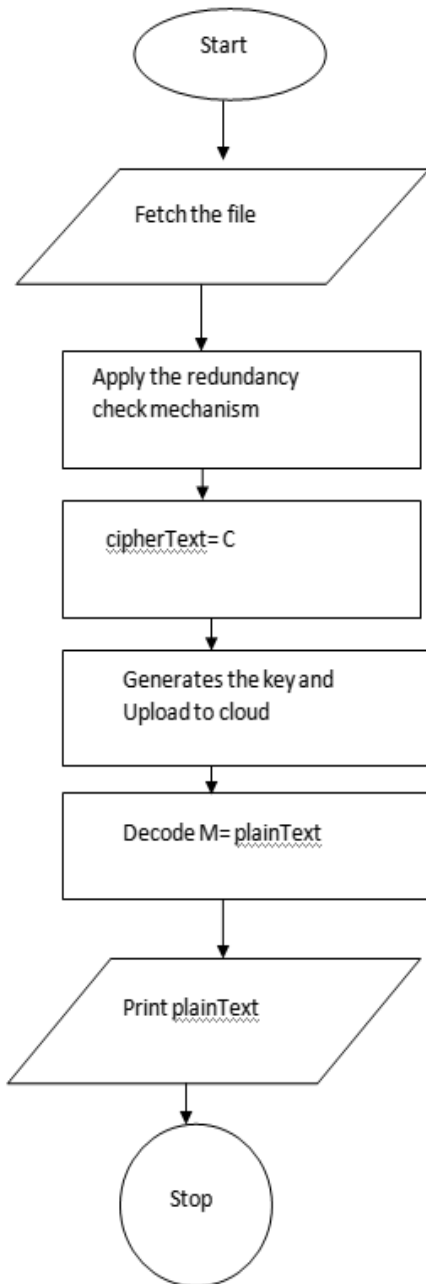 Start
Fetch the file
Apply the redundancy
check mechanism
cipherText= C
Generates the key and
Upload to cloud
Decode M= plainText
Print plainText
Stop